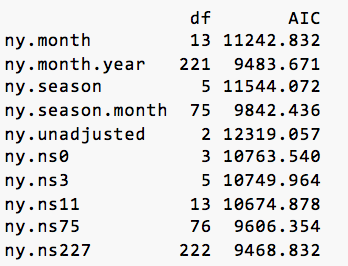 df AIC
ny.month 13 11242.832
ny.month.year 221 9483.671
ny.season 5 11544.072
ny.season.month 75 9842.436
ny.unadjusted 2 12319.057
ny.ns0 3 10763.540
ny.ns3 5 10749.964
ny.ns11 13 10674.878
ny.ns75 76 9606.354
ny.ns227 222 9468.832